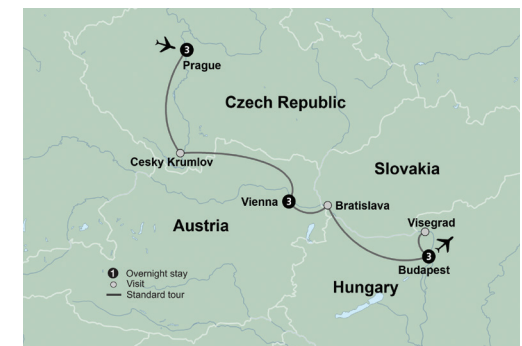 3
Prague
Czech Republic
Cesky Krumlov
Slovakia
Vienna 3
Bratislava
Austria
Visegrad
3
Budapest
1 Overnight stay
Visit
Standard tour
Hungary